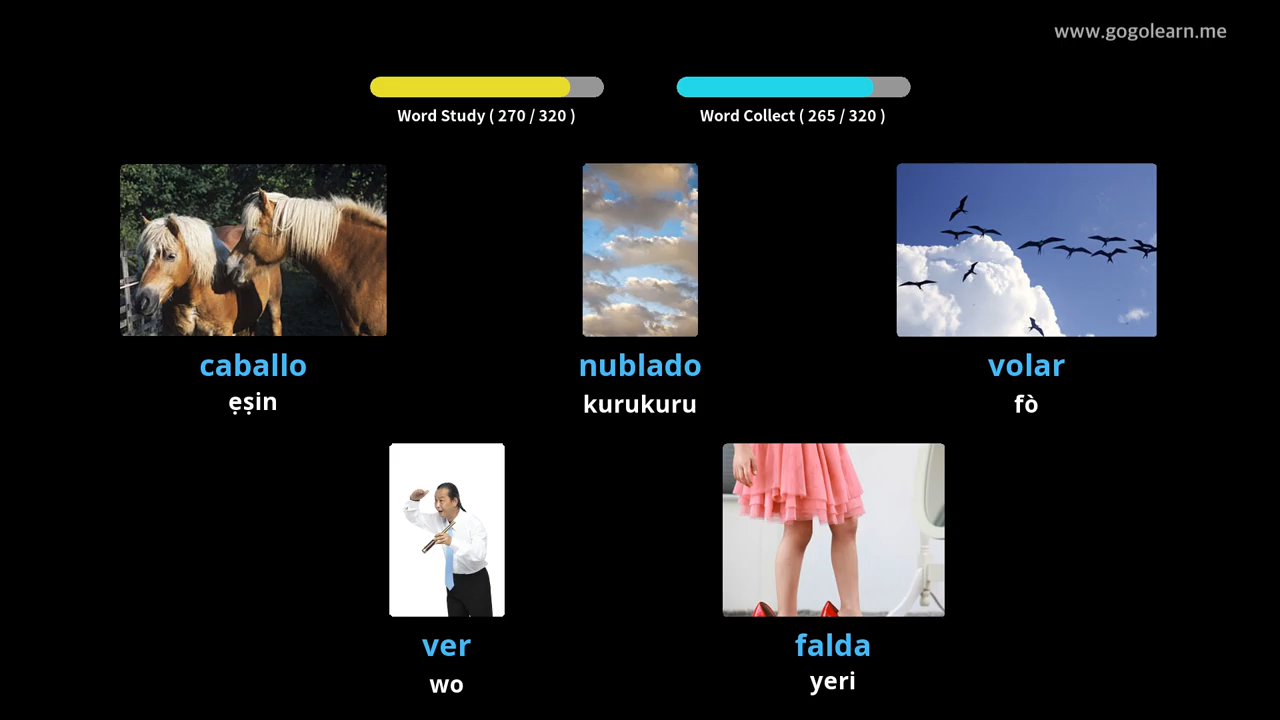 www.gogolearn.me
Word Study ( 270 / 320 )
Word Collect ( 265 / 320 )
caballo
ẹṣin
nublado
kurukuru
volar
fò
ver
wo
falda
yeri